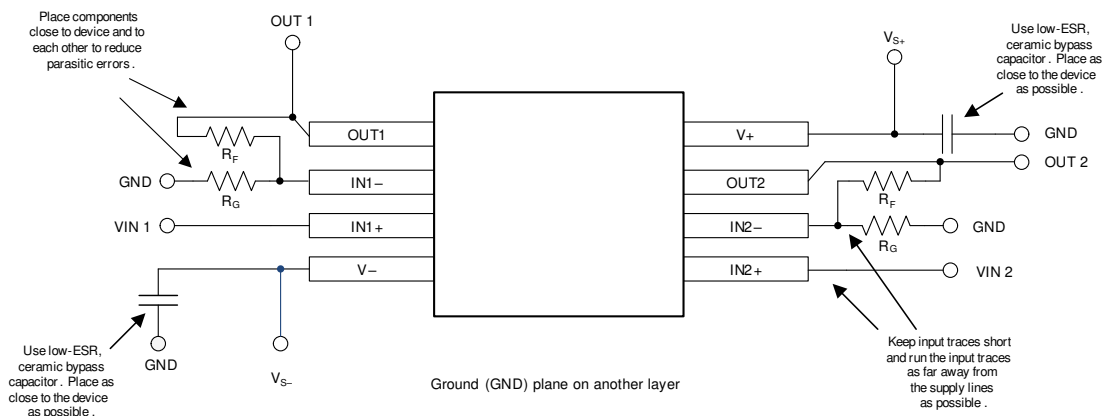 Place components
close to device and to
each other to reduce
parasitic errors .
OUT 1
VS+
Use low-ESR,
ceramic bypass
capacitor . Place as
close to the device
as possible .
OUT1
RF
GND
RG
IN1−
VIN 1
IN1+
V−
V+
GND
OUT 2
OUT2
RF
IN2−
RG
GND
IN2+
VIN 2
Use low-ESR,
ceramic bypass
capacitor . Place as
close to the device
as possible .
GND
VS−
Ground (GND) plane on another layer
Keep input traces short
and run the input traces
as far away from
the supply lines
as possible .